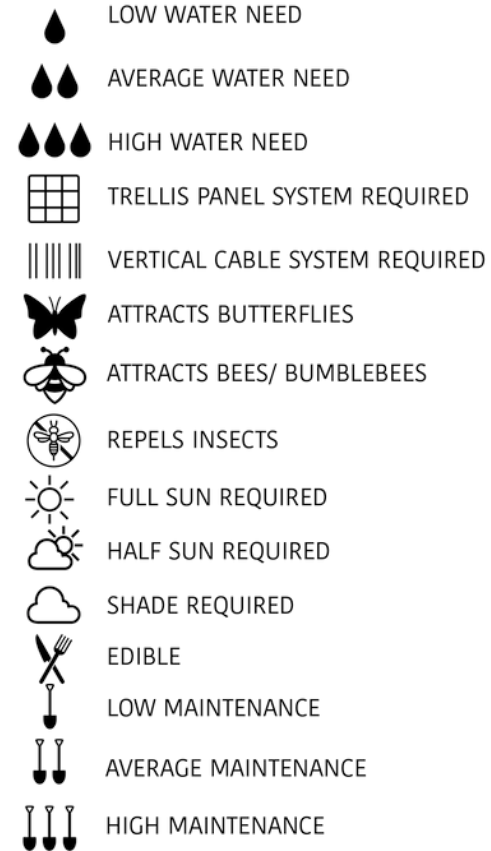 LOW WATER NEED
AVERAGE WATER NEED
HIGH WATER NEED
TRELLIS PANEL SYSTEM REQUIRED
VERTICAL CABLE SYSTEM REQUIRED
ATTRACTS BUTTERFLIES
ATTRACTS BEES/ BUMBLEBEES
REPELS INSECTS
FULL SUN REQUIRED
HALF SUN REQUIRED
SHADE REQUIRED
EDIBLE
LOW MAINTENANCE
AVERAGE MAINTENANCE
HIGH MAINTENANCE